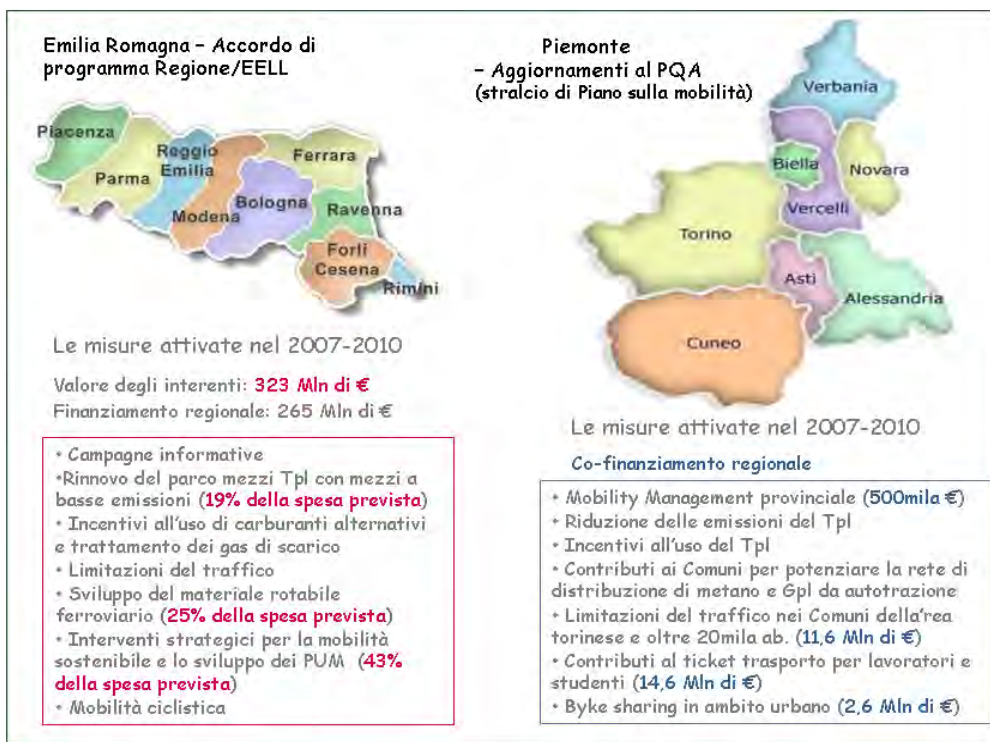 Emilia Romagna – Accordo di
programma Regione/EELL
Piacenza
Parma
Reggio
Emilia
Modena
Bologna
Ferrara
Ravenna
Forlì
Cesena
Rimini
Le misure attivate nel 2007-2010
Valore degli interenti: 323 Mln di €
Finanziamento regionale: 265 Mln di €
• Campagne informative
•Rinnovo del parco mezzi Tpl con mezzi a
basse emissioni (19% della spesa prevista)
• Incentivi all'uso di carburanti alternativi
e trattamento dei gas di scarico
• Limitazioni del traffico
• Sviluppo del materiale rotabile
ferroviario (25% della spesa prevista)
• Interventi strategici per la mobilità
sostenibile e lo sviluppo dei PUM (43%
della spesa prevista)
• Mobilità ciclistica
Piemonte
– Aggiornamenti al PQA
(stralcio di Piano sulla mobilità)
Verbania
Biella
Novara
Vercelli
Torino
Asti
Alessandria
Cuneo
Le misure attivate nel 2007-2010
Co-finanziamento regionale
• Mobility Management provinciale (500mila €)
• Riduzione delle emissioni del Tpl
• Incentivi all'uso del Tpl
• Contributi ai Comuni per potenziare la rete di
distribuzione di metano e Gpl da autotrazione
• Limitazioni del traffico nei Comuni della'rea
torinese e oltre 20mila ab. (11,6 Mln di €)
• Contributi al ticket trasporto per lavoratori e
studenti (14,6 Mln di €)
• Byke sharing in ambito urbano (2,6 Mln di €)